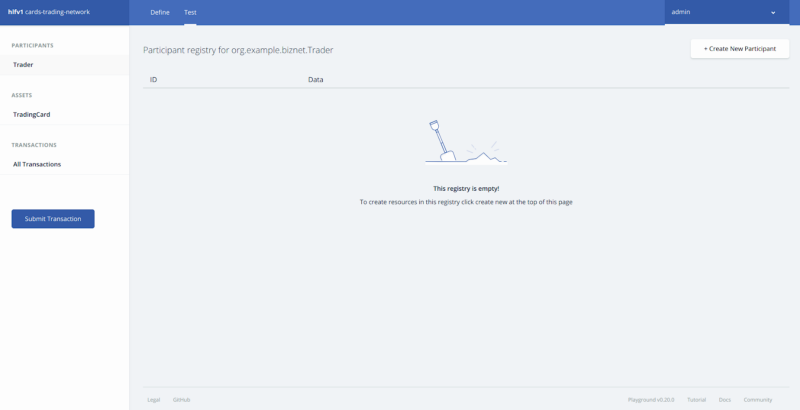 hlfv1 cards-trading-network
Define
Test
admin
PARTICIPANTS
Trader
ASSETS
TradingCard
TRANSACTIONS
All Transactions
Submit Transaction
Participant registry for org.example.biznet.Trader
+ Create New Participant
ID
Data
This registry is empty!
To create resources in this registry click create new at the top of this page
Legal
GitHub
Playground v0.20.0
Tutorial
Docs
Community